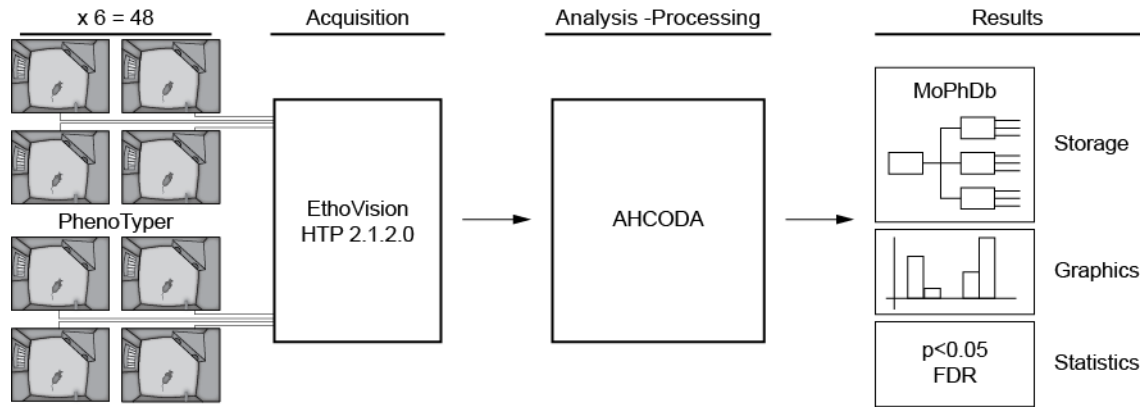 x 6 = 48
Acquisition
Analysis -Processing
Results
PhenoTyper
EthoVision
HTP 2.1.2.0
AHCODA
MoPhDb
Storage
Graphics
p<0.05
FDR
Statistics